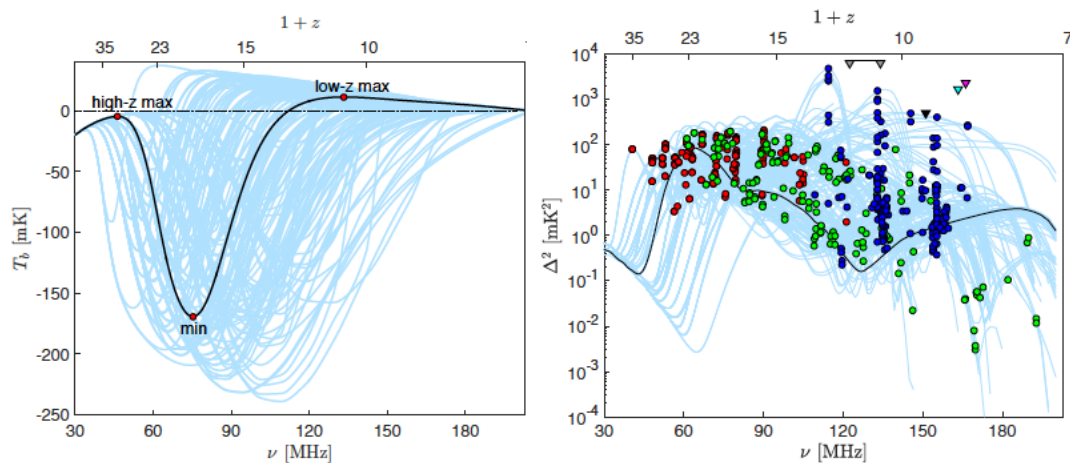 1 + z
35 23 15 10
0
-50
-100
-150
-200
-250
T_b [mK]
high-z max
low-z max
min
30 60 90 120 150 180
ν [MHz]
1 + z
35 23 15 10 7
10^4
10^3
10^2
10^1
10^0
10^-1
10^-2
10^-3
10^-4
Δ^2 [mK^2]
30 60 90 120 150 180
ν [MHz]